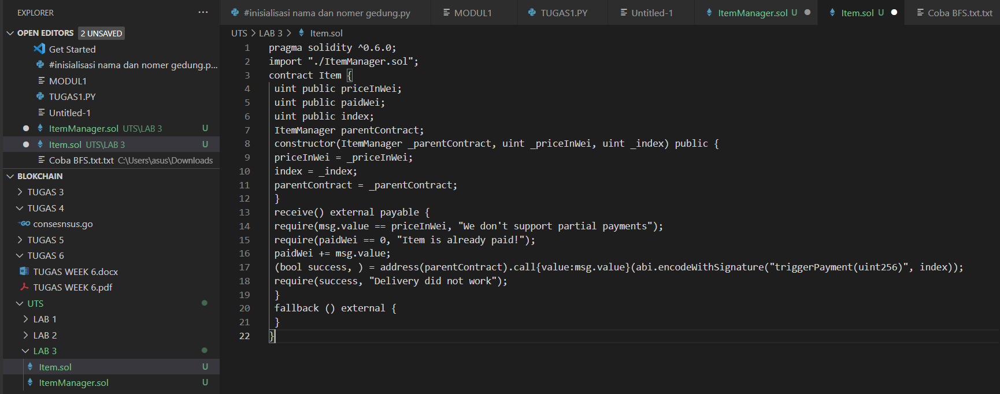 EXPLORER
···
OPEN EDITORS 2 UNSAVED
Get Started
#inisialisasi nama dan nomer gedung.p...
MODUL1
TUGAS1.PY
Untitled-1
ItemManager.sol UTS\LAB 3 U
Item.sol UTS\LAB 3 U
Coba BFS.txt.txt C:\Users\asus\Downloads
BLOKCHAIN
TUGAS 3
TUGAS 4
GO consesnsus.go
TUGAS 5
TUGAS 6
TUGAS WEEK 6.docx
TUGAS WEEK 6.pdf
UTS
LAB 1
LAB 2
LAB 3
Item.sol U
ItemManager.sol U
#inisialisasi nama dan nomer gedung.py MODUL1 TUGAS1.PY Untitled-1 ItemManager.sol U Item.sol U Coba BFS.txt.txt
UTS > LAB 3 > Item.sol
1 pragma solidity ^0.6.0;
2 import "./ItemManager.sol";
3 contract Item {
4 uint public priceInWei;
5 uint public paidWei;
6 uint public index;
7 ItemManager parentContract;
8 constructor(ItemManager _parentContract, uint _priceInWei, uint _index) public {
9 priceInWei = _priceInWei;
10 index = _index;
11 parentContract = _parentContract;
12 }
13 receive() external payable {
14 require(msg.value == priceInWei, "We don't support partial payments");
15 require(paidWei == 0, "Item is already paid!");
16 paidWei += msg.value;
17 (bool success, ) = address(parentContract).call{value:msg.value}(abi.encodeWithSignature("triggerPayment(uint256)", index));
18 require(success, "Delivery did not work");
19 }
20 fallback () external {
21 }
22 }